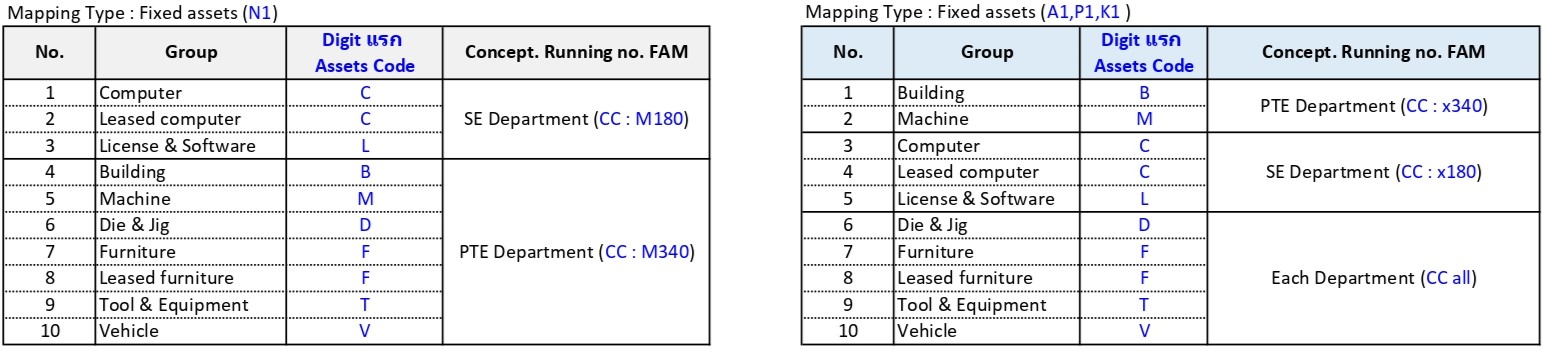 Mapping Type : Fixed assets (N1)
No. Group Digit แรก Assets Code Concept. Running no. FAM
1 Computer C
SE Department (CC : M180)
2 Leased computer C
3 License & Software L
4 Building B
5 Machine M
6 Die & Jig D
7 Furniture F
PTE Department (CC : M340)
8 Leased furniture F
9 Tool & Equipment T
10 Vehicle V
Mapping Type : Fixed assets (A1,P1,K1 )
No. Group Digit แรก Assets Code Concept. Running no. FAM
1 Building B
PTE Department (CC : x340)
2 Machine M
3 Computer C
4 Leased computer C
SE Department (CC : x180)
5 License & Software L
6 Die & Jig D
7 Furniture F
8 Leased furniture F
Each Department (CC all)
9 Tool & Equipment T
10 Vehicle V